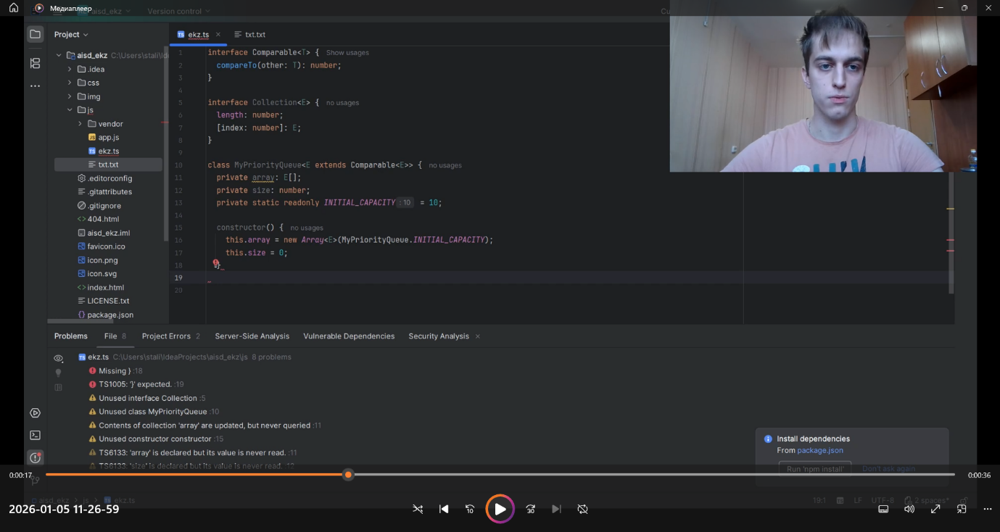 Медиаплеер
aisd_ekz
Version control
Cu
Project
ekz.ts
txt.txt
aisd_ekz C:\Users\stali\Ide
.idea
css
img
js
vendor
app.js
ekz.ts
txt.txt
.editorconfig
.gitattributes
.gitignore
404.html
aisd_ekz.iml
favicon.ico
icon.png
icon.svg
index.html
LICENSE.txt
package.json
1 interface Comparable<T> { Show usages
2 compareTo(other: T): number;
3 }
4
5 interface Collection<E> { no usages
6 length: number;
7 [index: number]: E;
8 }
9
10 class MyPriorityQueue<E extends Comparable<E>> { no usages
11 private array: E[];
12 private size: number;
13 private static readonly INITIAL_CAPACITY : 10 = 10;
14
15 constructor() { no usages
16 this.array = new Array<E>(MyPriorityQueue.INITIAL_CAPACITY);
17 this.size = 0;
18 }
19
20
Problems File 8 Project Errors 2 Server-Side Analysis Vulnerable Dependencies Security Analysis
ekz.ts C:\Users\stali\IdeaProjects\aisd_ekz\js 8 problems
Missing } :18
TS1005: '}' expected. :19
Unused interface Collection :5
Unused class MyPriorityQueue :10
Contents of collection 'array' are updated, but never queried :11
Unused constructor constructor :15
TS6133: 'array' is declared but its value is never read. :11
TS6133: 'size' is declared but its value is never read. :12
Install dependencies
From package.json
Run 'npm install' Don't ask again
0:00:17
0:00:36
aisd_ekz > js > ekz.ts
19:1 LF UTF-8 2 spaces*
2026-01-05 11-26-59
10
30